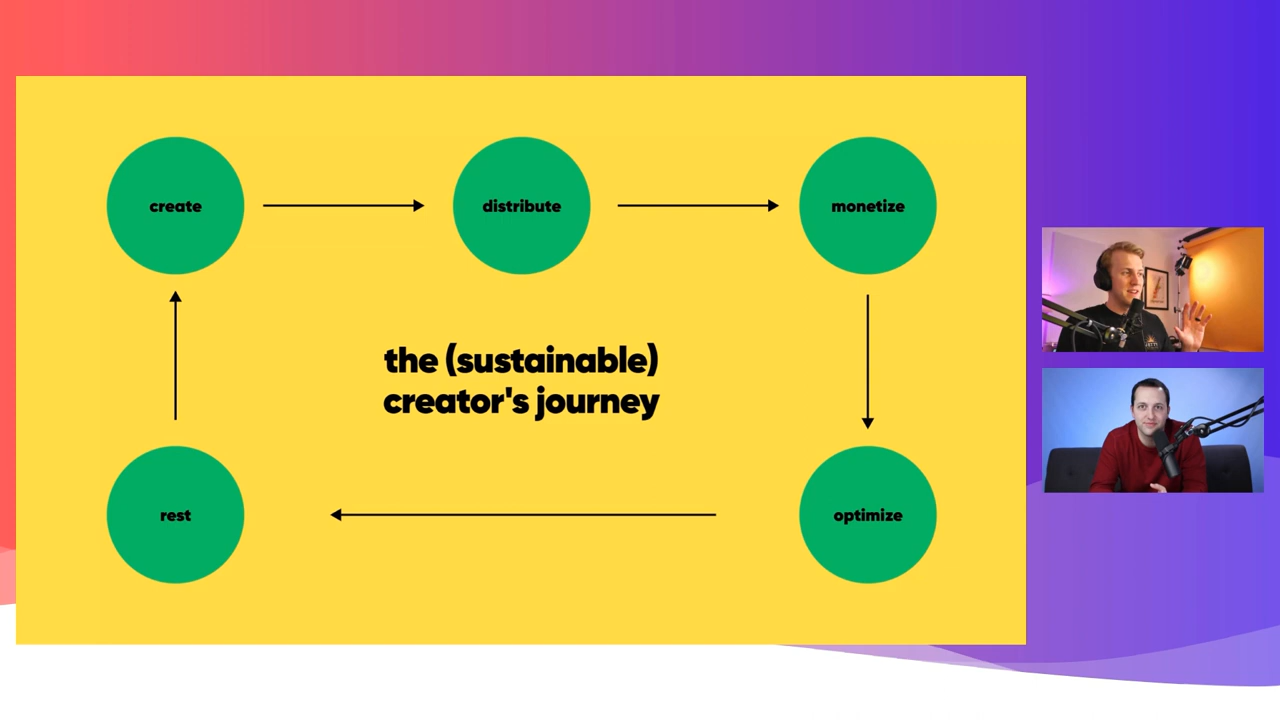 create
distribute
monetize
the (sustainable)
creator's journey
rest
optimize